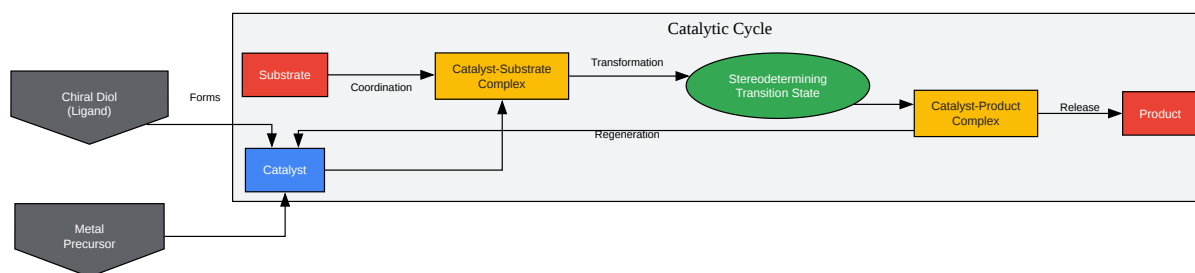 Catalytic Cycle
Substrate
Coordination
Catalyst-Substrate
Complex
Transformation
Stereodetermining
Transition State
Catalyst-Product
Complex
Release
Product
Chiral Diol
(Ligand)
Forms
Regeneration
Catalyst
Metal
Precursor